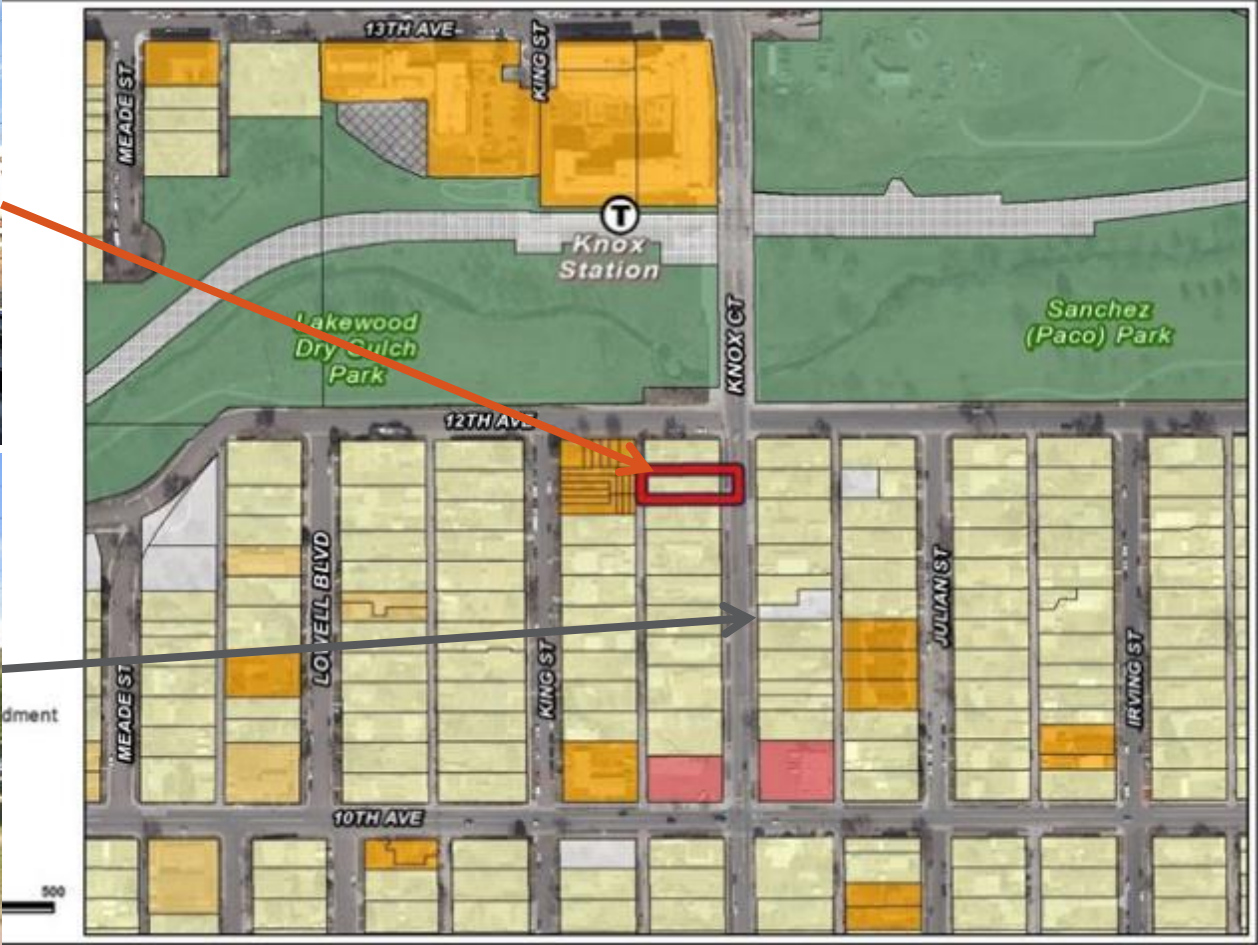 13TH AVE
KING ST
MEADE ST
T
Knox
Station
KNOX CT
Lakewood
Dry Gulch
Park
Sanchez
(Paco) Park
12TH AVE
LOWELL BLVD
JULIAN ST
KING ST
IRVING ST
MEADE ST
dment
10TH AVE
500